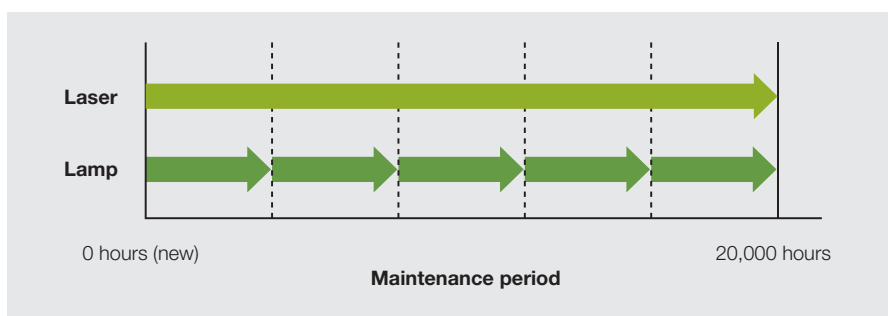 Laser
Lamp
0 hours (new)
20,000 hours
Maintenance period